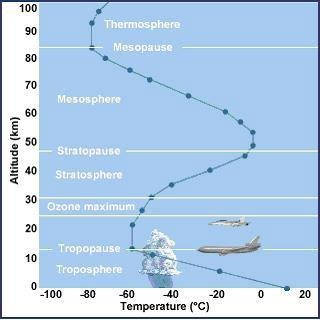 100
Thermosphere
90
Mesopause
80
70
Mesosphere
60
50
Stratopause
40
Stratosphere
30
Ozone maximum
20
Tropopause
10
Troposphere
0
Altitude (km)
-100 -80 -60 -40 -20 0 20
Temperature (°C)